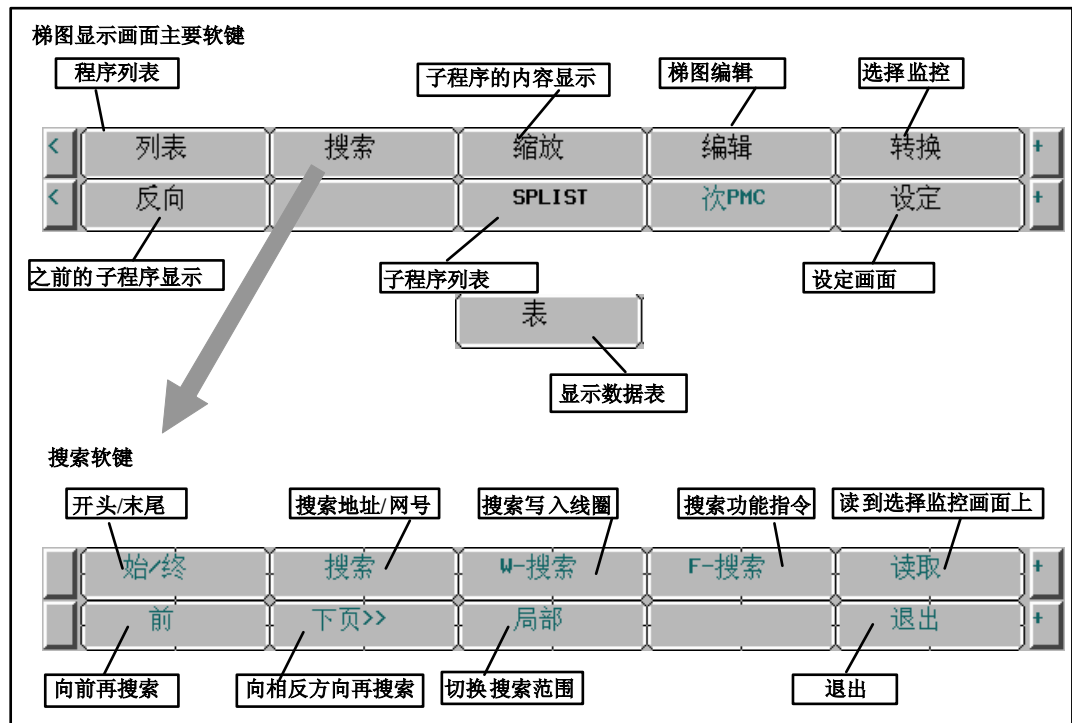 梯图显示画面主要软键
程序列表 子程序的内容显示 梯图编辑 选择监控
< 列表 搜索 缩放 编辑 转换 +
< 反向 SPLIST 次PMC 设定 +
之前的子程序显示 子程序列表 设定画面
表
显示数据表
搜索软键
开头/末尾 搜索地址/网号 搜索写入线圈 搜索功能指令 读到选择监控画面上
始/终 搜索 W-搜索 F-搜索 读取 +
前 下页>> 局部 退出 +
向前再搜索 向相反方向再搜索 切换搜索范围 退出